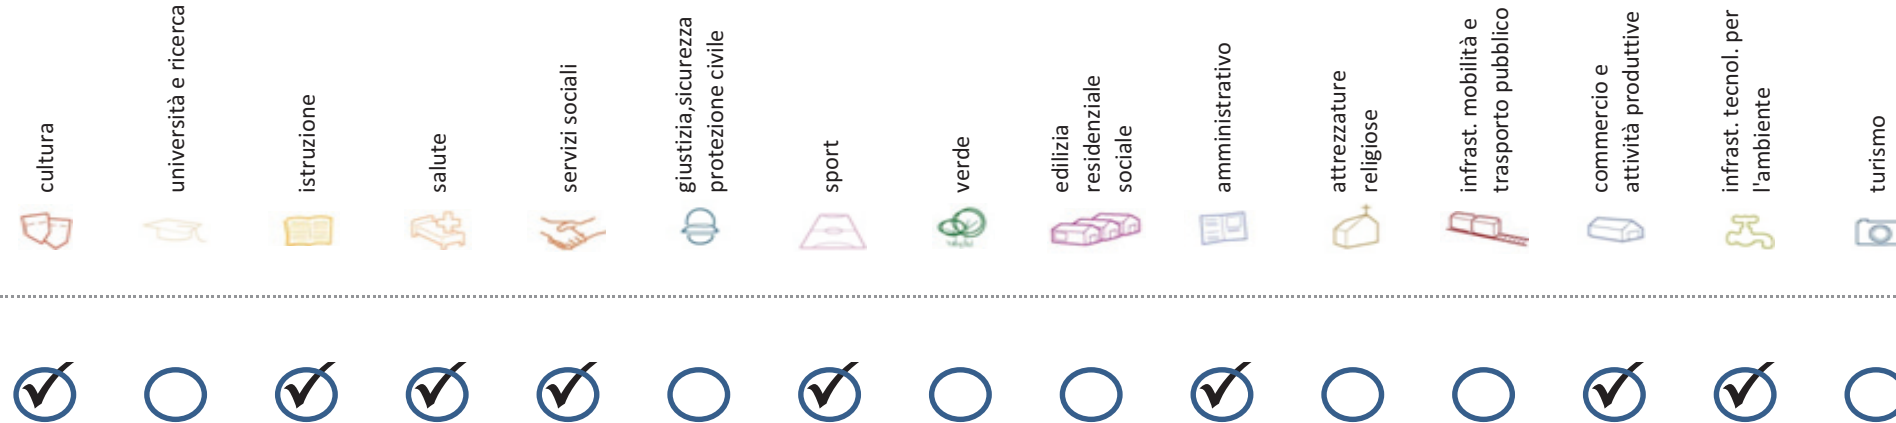 cultura
università e ricerca
istruzione
salute
servizi sociali
giustizia,sicurezza
protezione civile
sport
verde
edilizia
residenziale
sociale
amministrativo
attrezzature
religiose
infrast. mobilità e
trasporto pubblico
commercio e
attività produttive
infrast. tecnol. per
l'ambiente
turismo